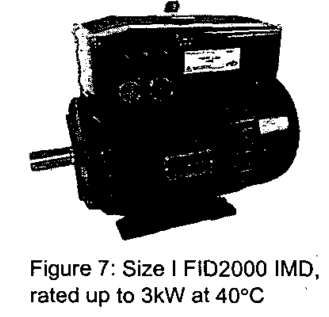 Figure 7: Size I FID2000 IMD,
rated up to 3kW at 40°C